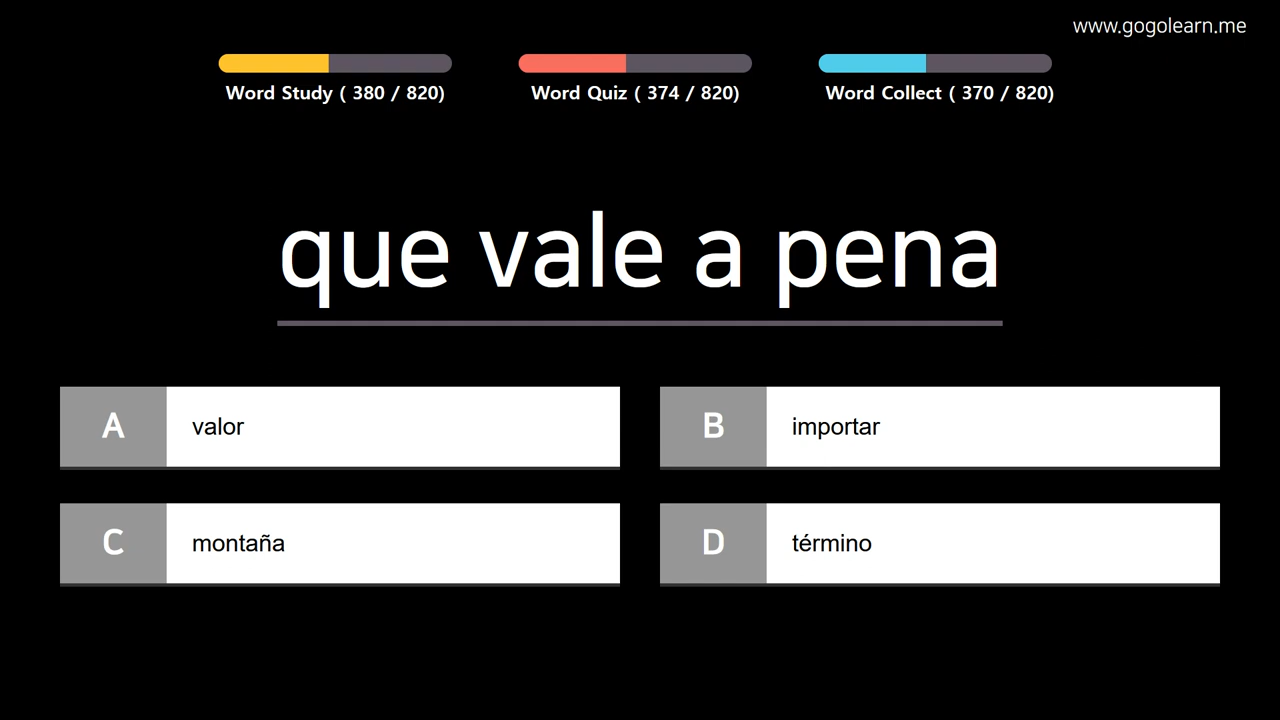 www.gogolearn.me
Word Study ( 380 / 820)
Word Quiz ( 374 / 820)
Word Collect ( 370 / 820)
que vale a pena
A valor
B importar
C montaña
D término